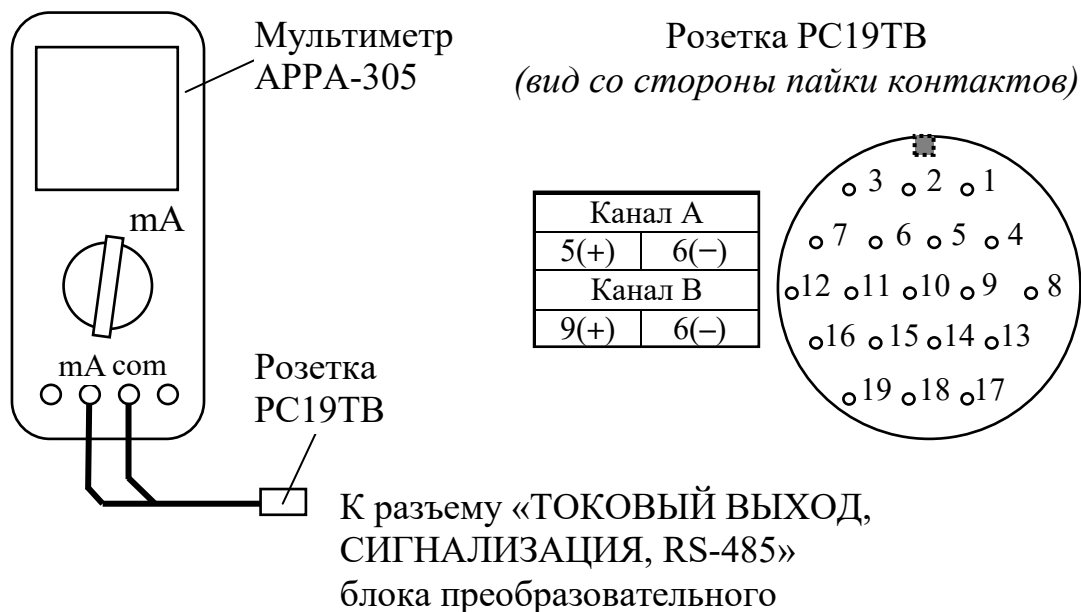 Мультиметр
APPA-305
Розетка РС19ТВ
(вид со стороны пайки контактов)
mA
mA com
Канал А
5(+) 6(−)
Канал В
9(+) 6(–)
3 2 1
7 6 5 4
12 11 10 9 8
16 15 14 13
19 18 17
Розетка
РС19ТВ
К разъему «ТОКОВЫЙ ВЫХОД,
СИГНАЛИЗАЦИЯ, RS-485»
блока преобразовательного